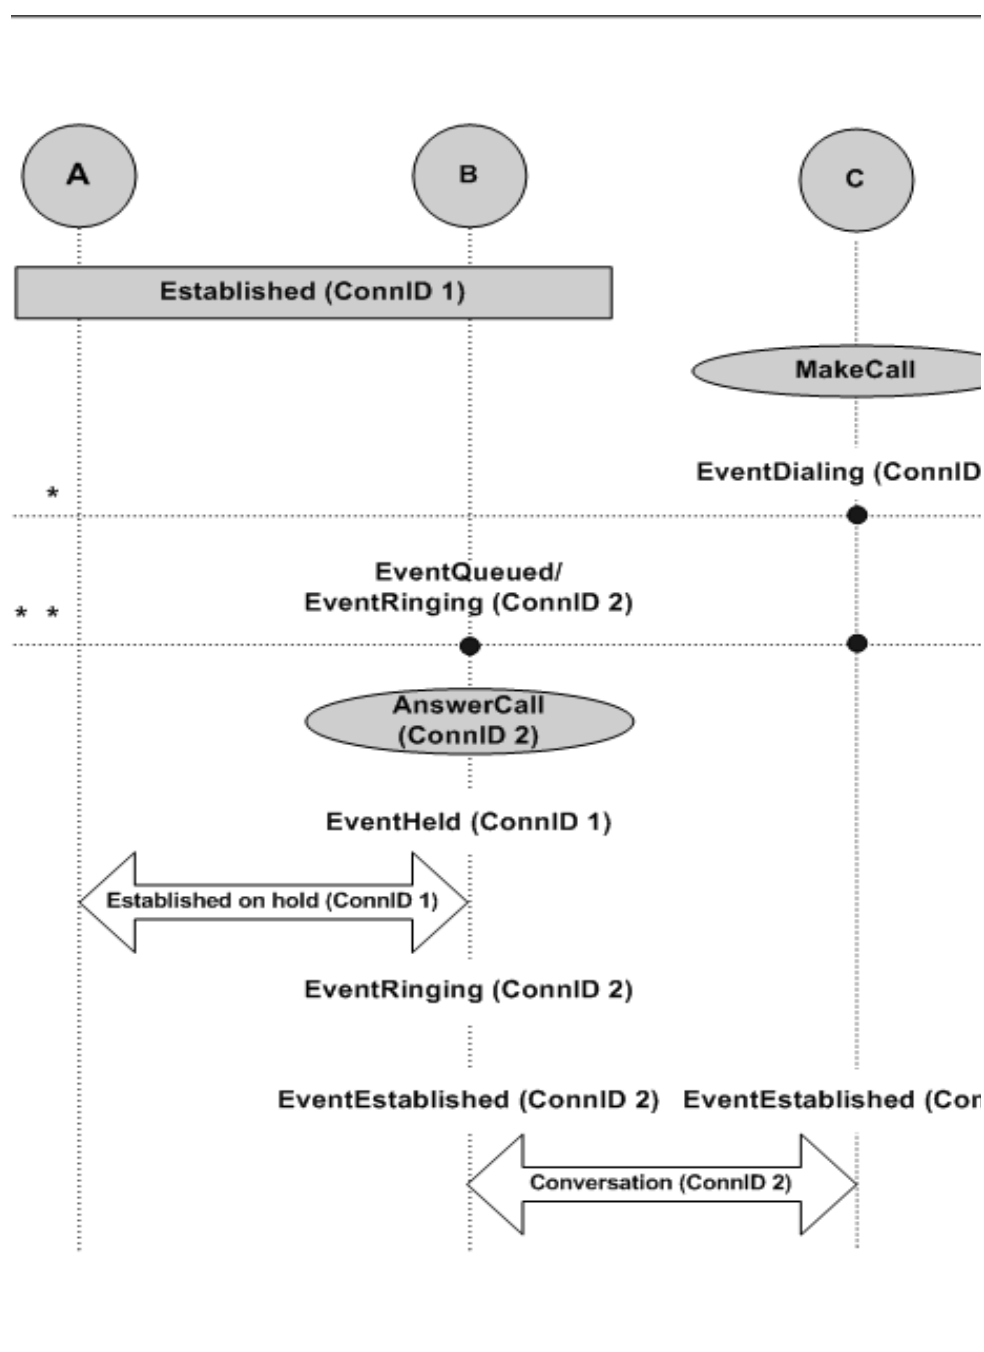 A
B
C
Established (ConnID 1)
MakeCall
EventDialing (ConnID
*
EventQueued/
EventRinging (ConnID 2)
* *
AnswerCall
(ConnID 2)
EventHeld (ConnID 1)
Established on hold (ConnID 1)
EventRinging (ConnID 2)
EventEstablished (ConnID 2) EventEstablished (Con
Conversation (ConnID 2)